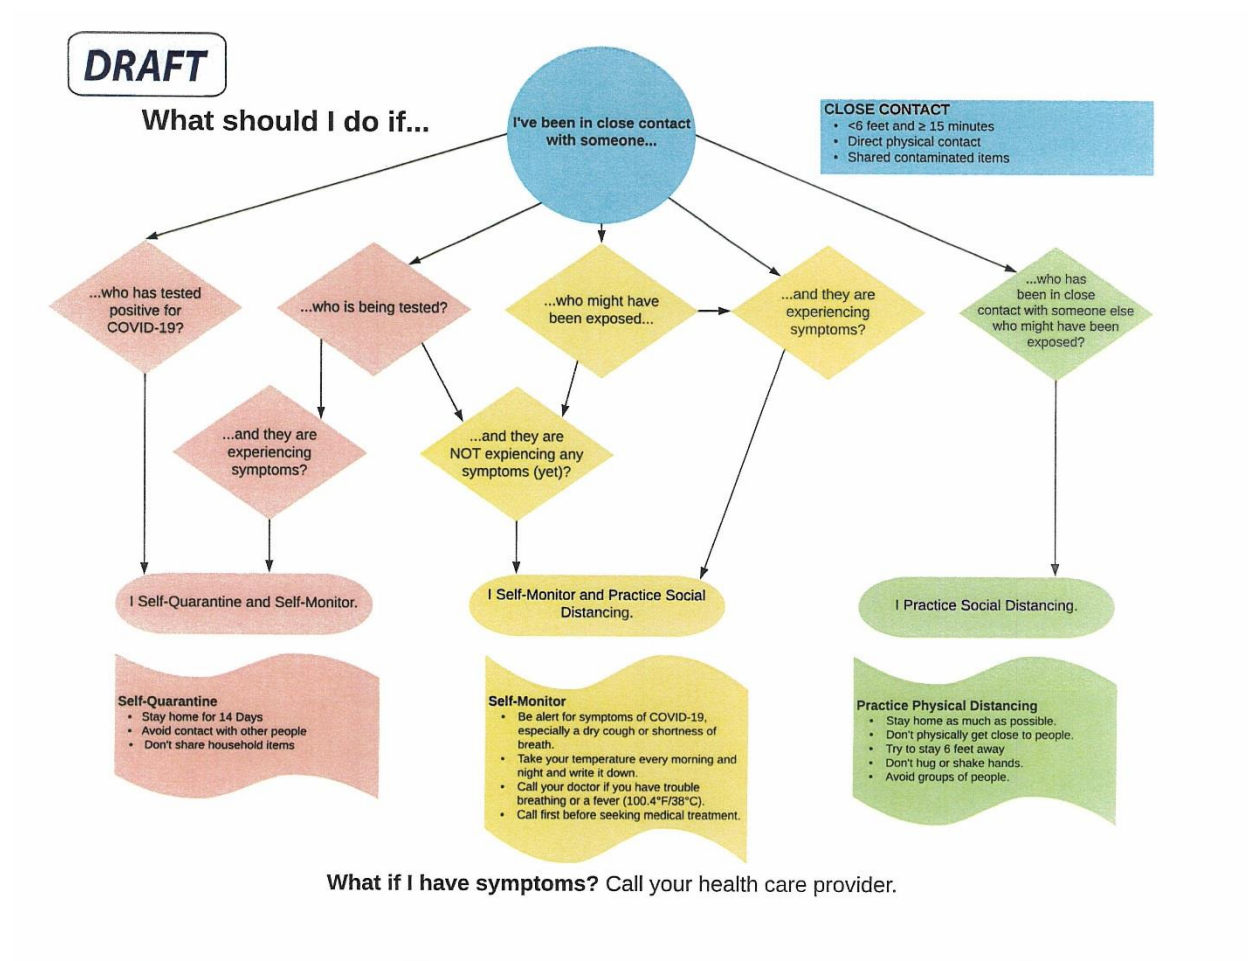 DRAFT
What should I do if...
I've been in close contact
with someone...
CLOSE CONTACT
• <6 feet and ≥ 15 minutes
• Direct physical contact
• Shared contaminated items
...who has tested
positive for
COVID-19?
...who is being tested?
...who might have
been exposed...
...and they are
experiencing
symptoms?
...who has
been in close
contact with someone else
who might have been
exposed?
...and they are
experiencing
symptoms?
...and they are
NOT expiencing any
symptoms (yet)?
I Self-Quarantine and Self-Monitor.
I Self-Monitor and Practice Social
Distancing.
I Practice Social Distancing.
Self-Quarantine
• Stay home for 14 Days
• Avoid contact with other people
• Don't share household items
Self-Monitor
• Be alert for symptoms of COVID-19,
especially a dry cough or shortness of
breath.
• Take your temperature every morning and
night and write it down.
• Call your doctor if you have trouble
breathing or a fever (100.4°F/38°C).
• Call first before seeking medical treatment.
Practice Physical Distancing
• Stay home as much as possible.
• Don't physically get close to people.
• Try to stay 6 feet away
• Don't hug or shake hands.
• Avoid groups of people.
What if I have symptoms? Call your health care provider.